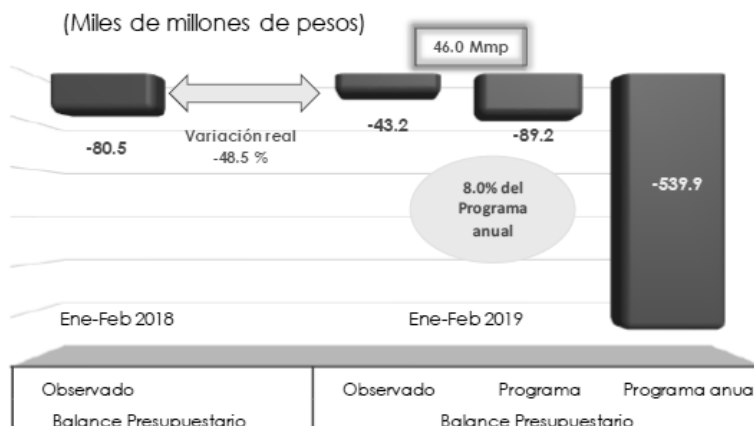 (Miles de millones de pesos)
46.0 Mmp
-80.5
Variación real
-48.5 %
-43.2
-89.2
8.0% del
Programa
anual
-539.9
Ene-Feb 2018
Ene-Feb 2019
Observado
Observado
Programa
Programa anua
Balance Presupuestario
Balance Presupuestario